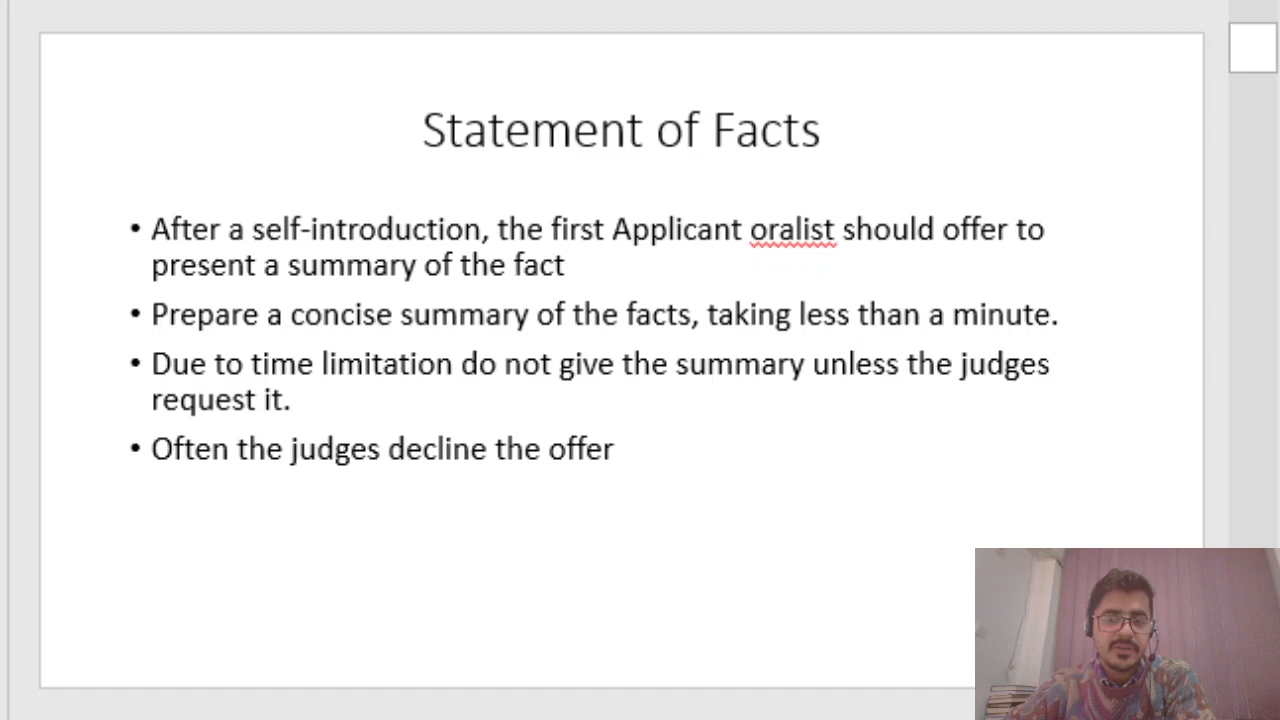 Statement of Facts
• After a self-introduction, the first Applicant oralist should offer to
present a summary of the fact
• Prepare a concise summary of the facts, taking less than a minute.
• Due to time limitation do not give the summary unless the judges
request it.
• Often the judges decline the offer